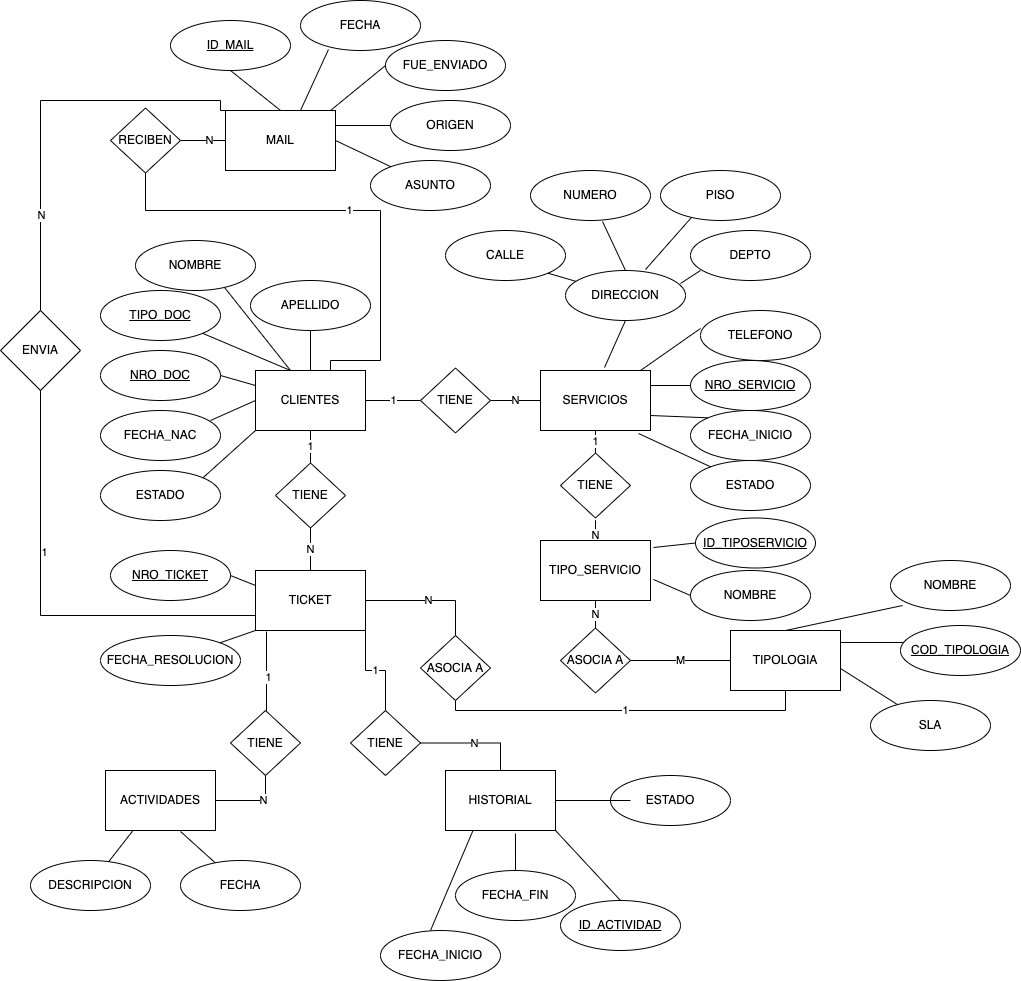 FECHA
ID_MAIL
FUE_ENVIADO
ORIGEN
RECIBEN
N
MAIL
ASUNTO
NUMERO
PISO
1
N
CALLE
DEPTO
NOMBRE
DIRECCION
APELLIDO
TIPO_DOC
TELEFONO
ENVIA
NRO_DOC
NRO_SERVICIO
CLIENTES
1
TIENE
N
SERVICIOS
FECHA_NAC
FECHA_INICIO
1
1
ESTADO
TIENE
TIENE
ESTADO
N
N
ID_TIPOSERVICIO
1
NRO_TICKET
TIPO_SERVICIO
NOMBRE
NOMBRE
TICKET
N
N
FECHA_RESOLUCION
ASOCIA A
ASOCIA A
M
TIPOLOGIA
COD_TIPOLOGIA
1
1
1
SLA
TIENE
TIENE
N
ACTIVIDADES
N
HISTORIAL
ESTADO
DESCRIPCION
FECHA
FECHA_FIN
ID_ACTIVIDAD
FECHA_INICIO